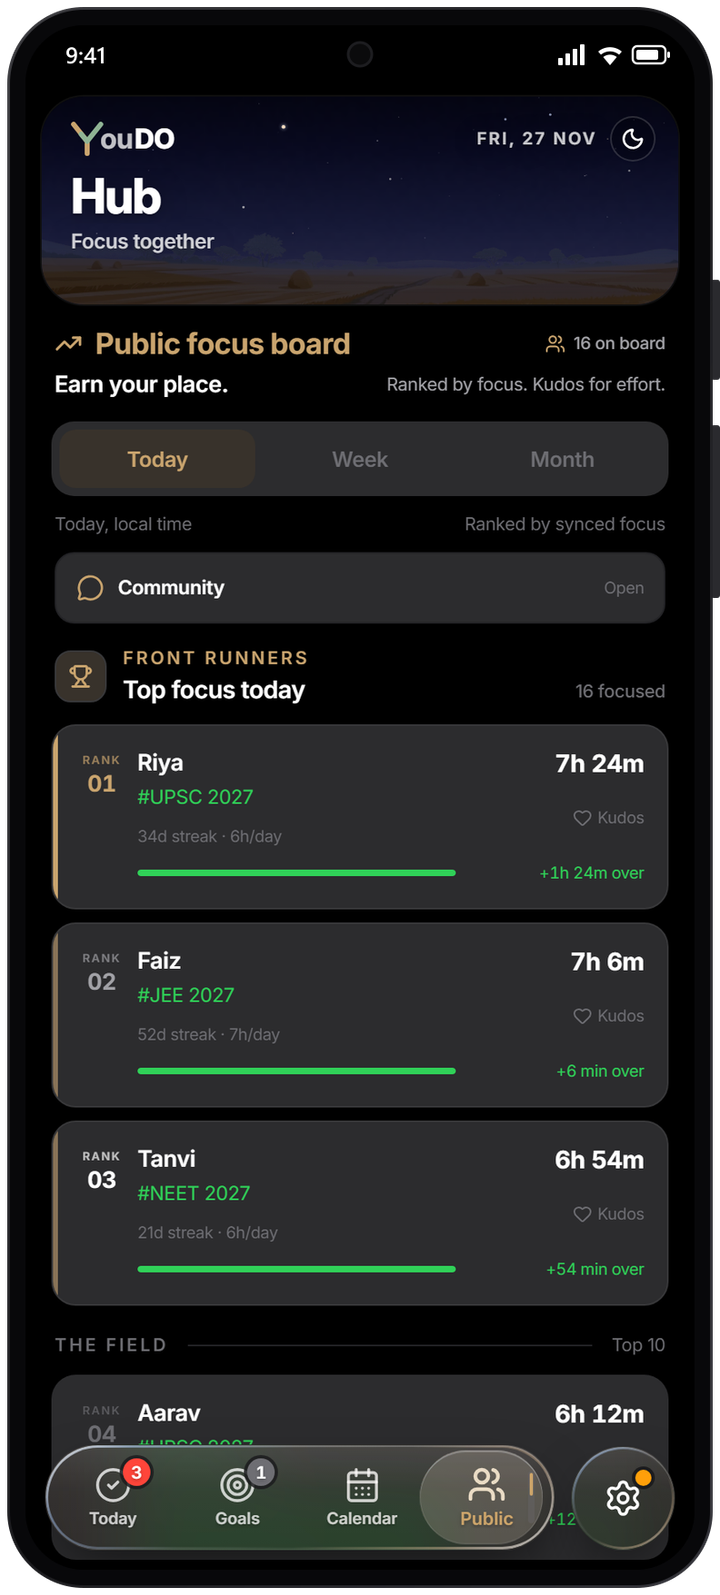 9:41
YouDO
FRI, 27 NOV
Hub
Focus together
Public focus board
16 on board
Earn your place.
Ranked by focus. Kudos for effort.
Today Week Month
Today, local time
Ranked by synced focus
Community
Open
FRONT RUNNERS
Top focus today
16 focused
RANK
01
Riya
7h 24m
#UPSC 2027
Kudos
34d streak · 6h/day
+1h 24m over
RANK
02
Faiz
7h 6m
#JEE 2027
Kudos
52d streak · 7h/day
+6 min over
RANK
03
Tanvi
6h 54m
#NEET 2027
Kudos
21d streak · 6h/day
+54 min over
THE FIELD
Top 10
RANK
04
Aarav
6h 12m
#UPSC 2027
+12
3
1
Today
Goals
Calendar
Public